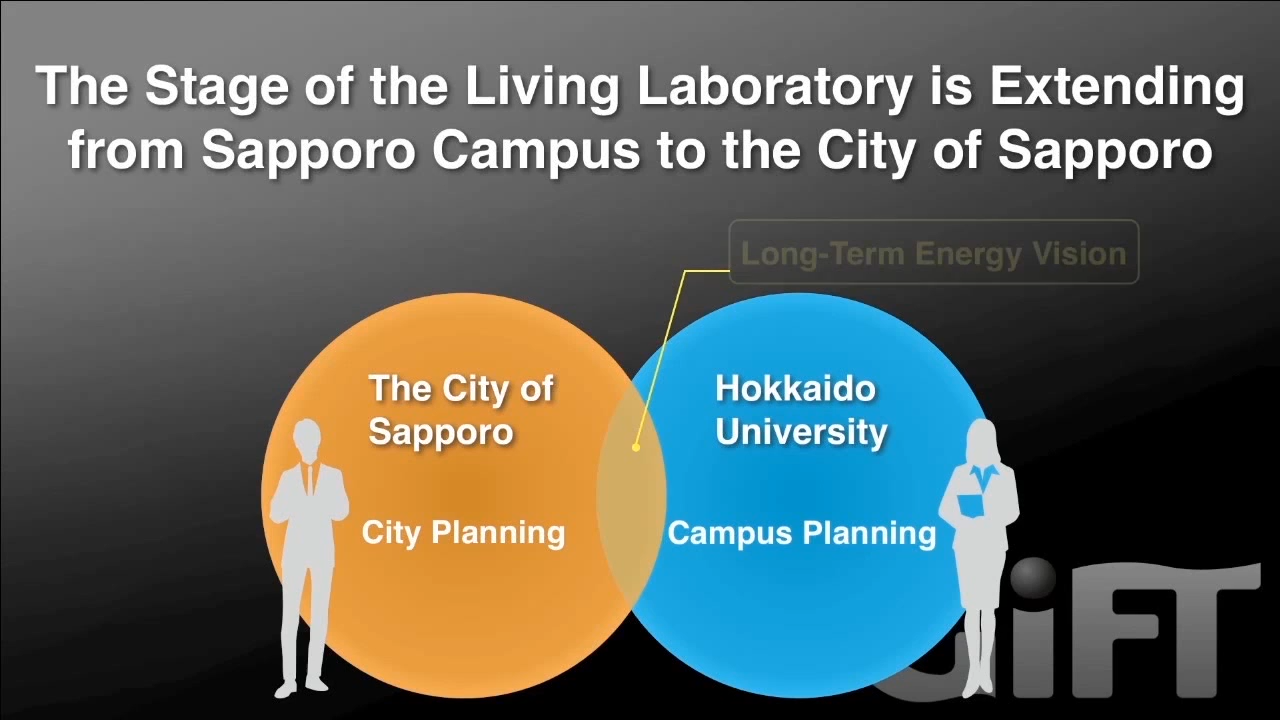 The Stage of the Living Laboratory is Extending
from Sapporo Campus to the City of Sapporo
Long-Term Energy Vision
The City of
Sapporo
Hokkaido
University
City Planning
Campus Planning
GiFT